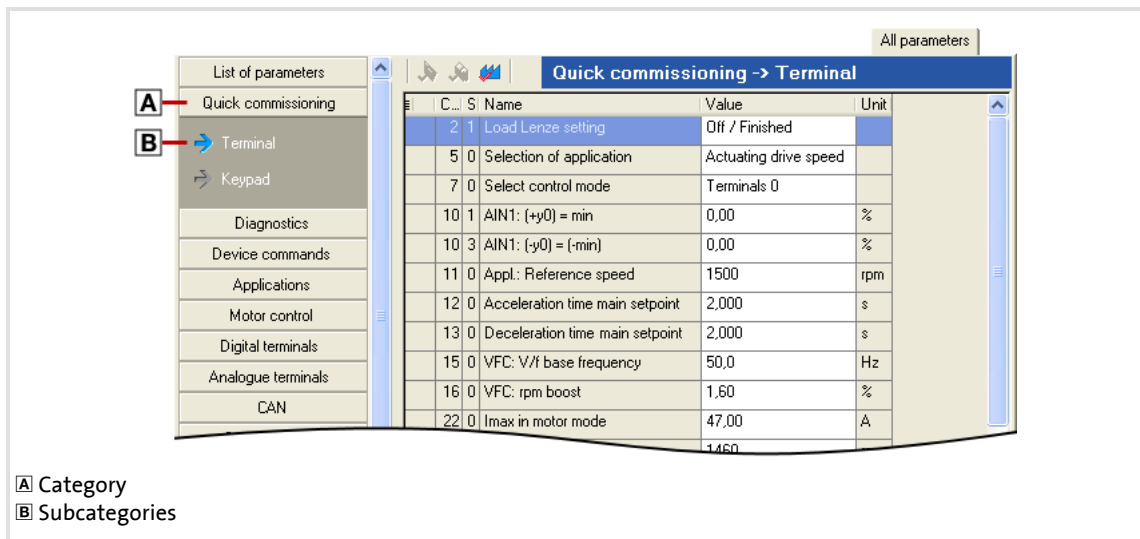 All parameters
List of parameters
Quick commissioning -> Terminal
A
Quick commissioning
C... S Name Value Unit
B
Terminal
2 1 Load Lenze setting Off / Finished
5 0 Selection of application Actuating drive speed
Keypad
7 0 Select control mode Terminals 0
Diagnostics
10 1 AIN1: (+y0) = min 0,00 %
Device commands
10 3 AIN1: (-y0) = (-min) 0,00 %
Applications
11 0 Appl.: Reference speed 1500 rpm
Motor control
12 0 Acceleration time main setpoint 2,000 s
Digital terminals
13 0 Deceleration time main setpoint 2,000 s
Analogue terminals
15 0 VFC: V/f base frequency 50,0 Hz
CAN
16 0 VFC: rpm boost 1,60 %
22 0 Imax in motor mode 47,00 A
1460
A Category
B Subcategories